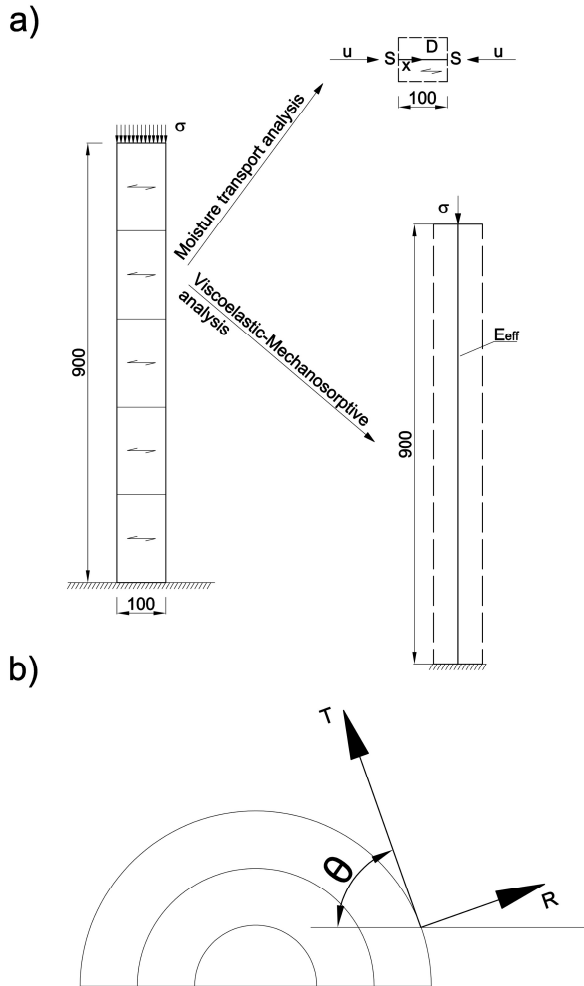 a)
u S D S u
x
100
σ
Moisture transport analysis
σ
Viscoelastic-Mechanosorptive
analysis
Eeff
900
900
100
b)
T
θ
R